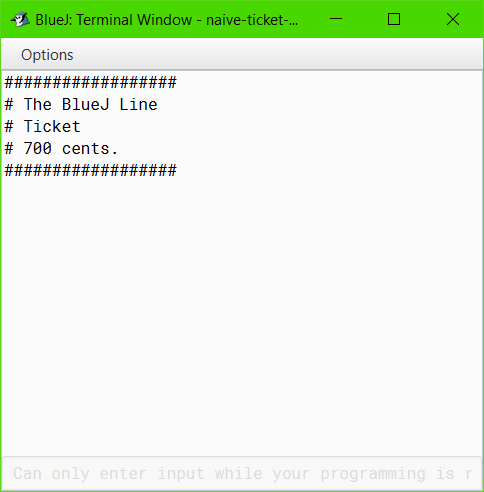 BlueJ: Terminal Window - naive-ticket-...
Options
##################
# The BlueJ Line
# Ticket
# 700 cents.
##################
Can only enter input while your programming is r